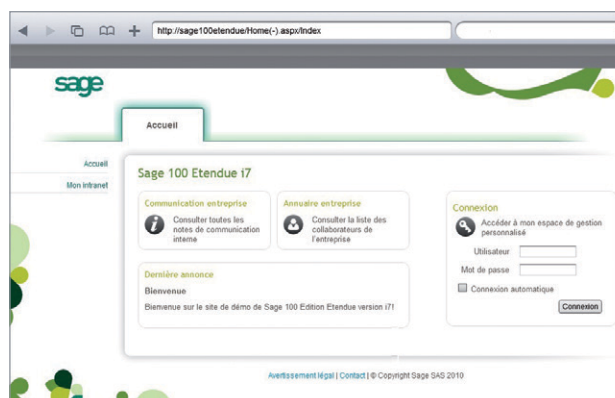 http://sage100etendue/Home(-).aspx/Index
sage
Accueil
Accueil
Mon intranet
Sage 100 Etendue i7
Communication entreprise
Consulter toutes les
notes de communication
interne
Annuaire entreprise
Consulter la liste des
collaborateurs de
l'entreprise
Dernière annonce
Bienvenue
Bienvenue sur le site de démo de Sage 100 Edition Etendue version i7!
Connexion
Accéder à mon espace de gestion
personnalisé
Utilisateur
Mot de passe
Connexion automatique
Connexion
Avertissement légal | Contact | © Copyright Sage SAS 2010